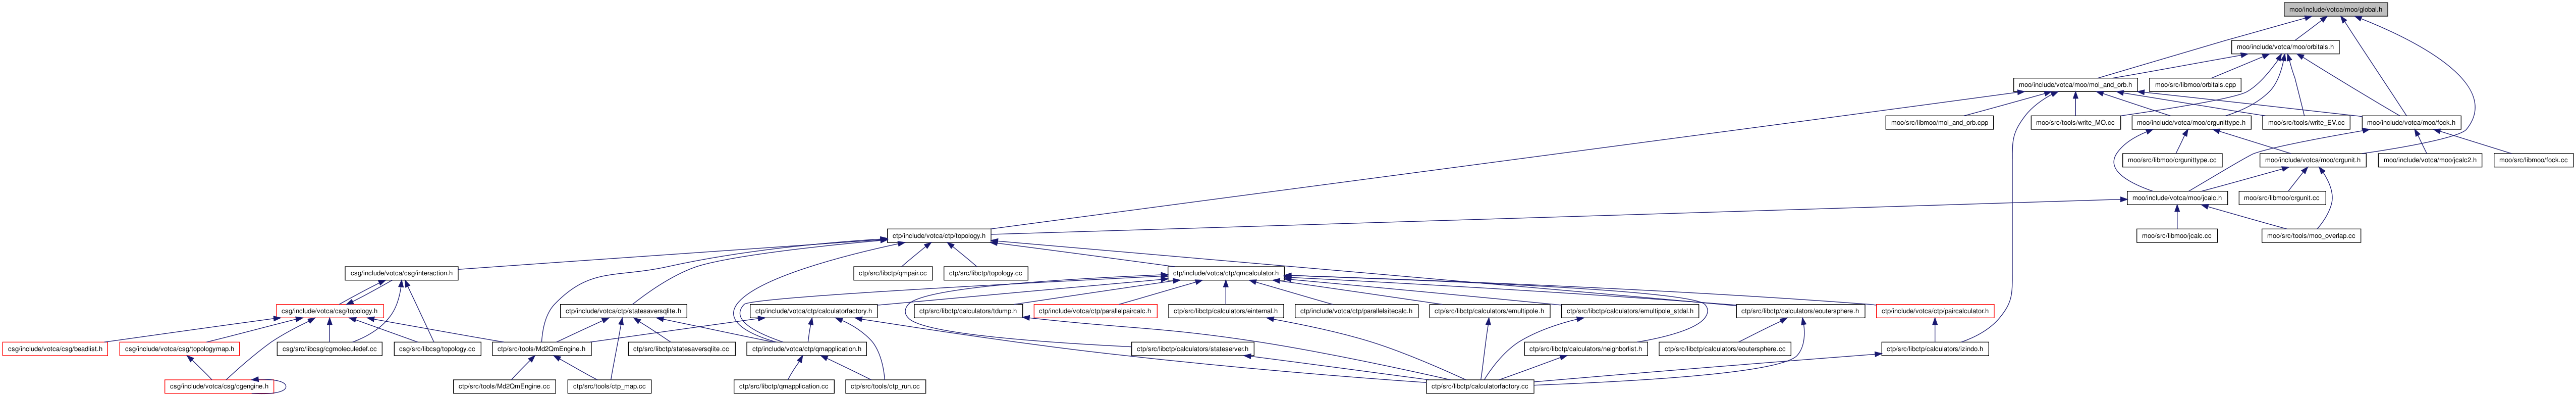 moo/include/votca/moo/global.h
moo/include/votca/moo/orbitals.h
moo/include/votca/moo/mol_and_orb.h
moo/src/libmoo/orbitals.cpp
moo/src/libmoo/mol_and_orb.cpp
moo/src/tools/write_MO.cc
moo/include/votca/moo/crgunittype.h
moo/src/tools/write_EV.cc
moo/include/votca/moo/fock.h
moo/src/libmoo/crgunittype.cc
moo/include/votca/moo/crgunit.h
moo/include/votca/moo/jcalc2.h
moo/src/libmoo/fock.cc
moo/include/votca/moo/jcalc.h
moo/src/libmoo/crgunit.cc
ctp/include/votca/ctp/topology.h
moo/src/libmoo/jcalc.cc
moo/src/tools/moo_overlap.cc
csg/include/votca/csg/interaction.h
ctp/src/libctp/qmpair.cc
ctp/src/libctp/topology.cc
ctp/include/votca/ctp/qmcalculator.h
csg/include/votca/csg/topology.h
ctp/include/votca/ctp/statesaversqlite.h
ctp/include/votca/ctp/calculatorfactory.h
ctp/src/libctp/calculators/tdump.h
ctp/include/votca/ctp/parallelpaircalc.h
ctp/src/libctp/calculators/einternal.h
ctp/include/votca/ctp/parallelsitecalc.h
ctp/src/libctp/calculators/emultipole.h
ctp/src/libctp/calculators/emultipole_stdal.h
ctp/src/libctp/calculators/eoutersphere.h
ctp/include/votca/ctp/paircalculator.h
csg/include/votca/csg/beadlist.h
csg/include/votca/csg/topologymap.h
csg/src/libcsg/cgmoleculedef.cc
csg/src/libcsg/topology.cc
ctp/src/tools/Md2QmEngine.h
ctp/src/libctp/statesaversqlite.cc
ctp/include/votca/ctp/qmapplication.h
ctp/src/libctp/calculators/stateserver.h
ctp/src/libctp/calculators/neighborlist.h
ctp/src/libctp/calculators/eoutersphere.cc
ctp/src/libctp/calculators/izindo.h
csg/include/votca/csg/cgengine.h
ctp/src/tools/Md2QmEngine.cc
ctp/src/tools/ctp_map.cc
ctp/src/libctp/qmapplication.cc
ctp/src/tools/ctp_run.cc
ctp/src/libctp/calculatorfactory.cc